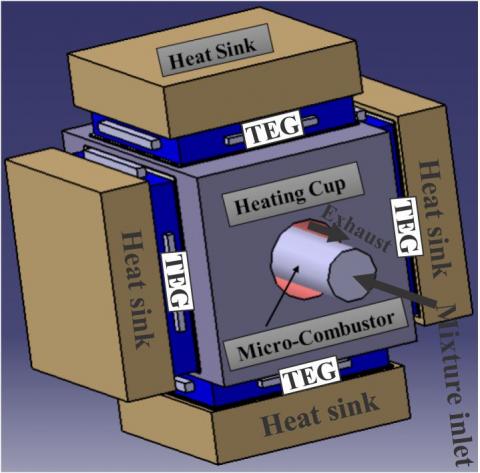 Heat Sink
TEG
Heating Cup
Exhaust
Heat sink
TEG
Heat sink
TEG
Micro-Combustor
Mixture inlet
TEG
Heat sink